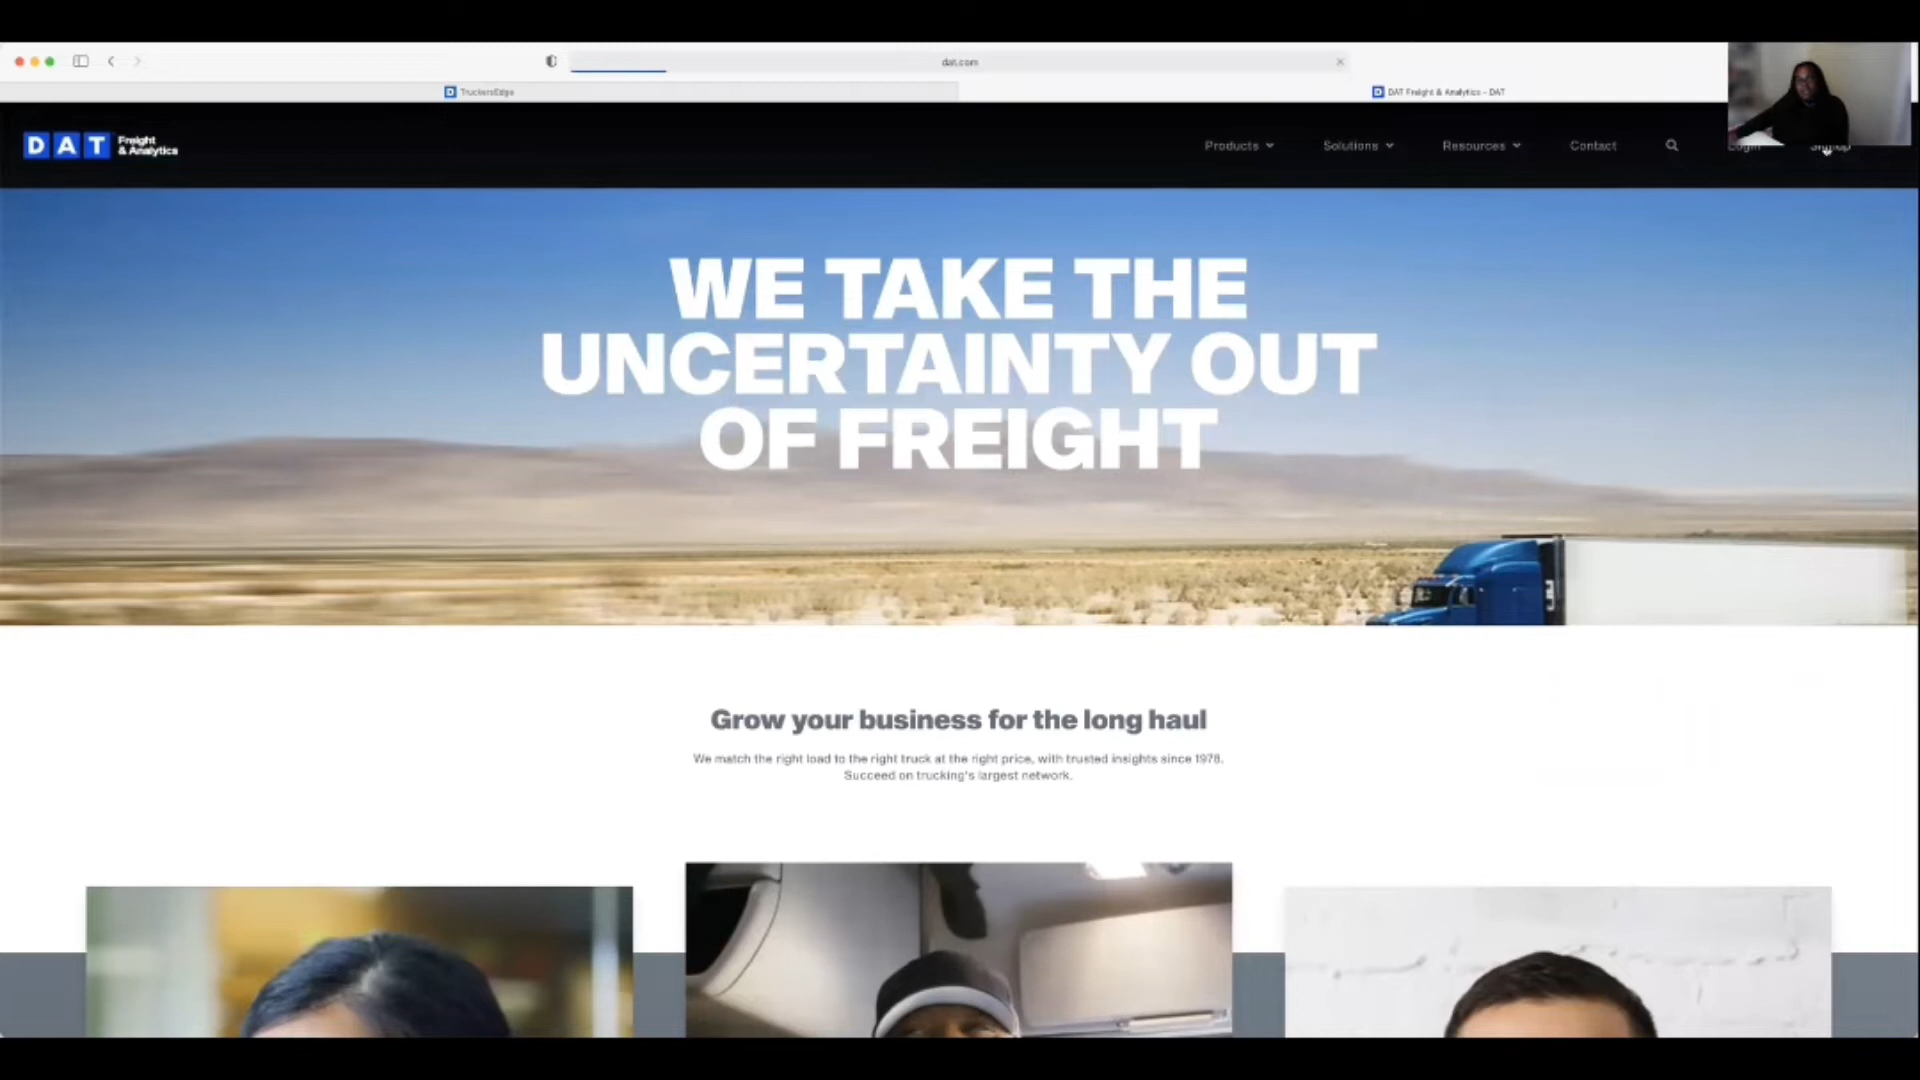 dat.com
TruckersEdge
DAT Freight & Analytics - DAT
DAT Freight
& Analytics
Products
Solutions
Resources
Contact
Login
Signup
WE TAKE THE
UNCERTAINTY OUT
OF FREIGHT
Grow your business for the long haul
We match the right load to the right truck at the right price, with trusted insights since 1978.
Succeed on trucking's largest network.